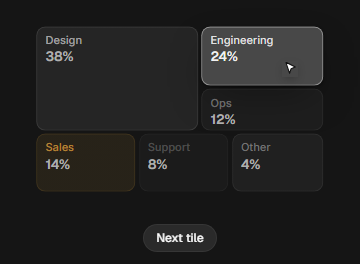 Design
38%
Engineering
24%
Ops
12%
Sales
14%
Support
8%
Other
4%
Next tile